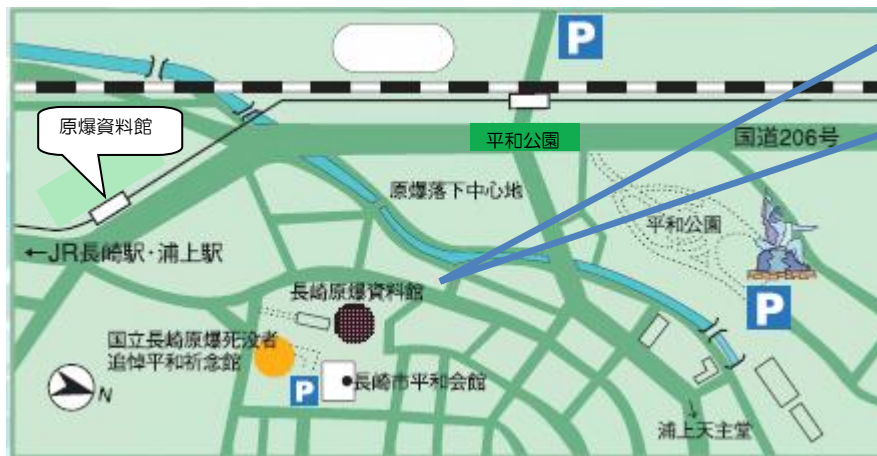 P
原爆資料館
平和公園
国道206号
原爆落下中心地
平和公園
←JR長崎駅・浦上駅
長崎原爆資料館
P
国立長崎原爆死没者
追悼平和祈念館
P
長崎市平和会館
N
浦上天主堂